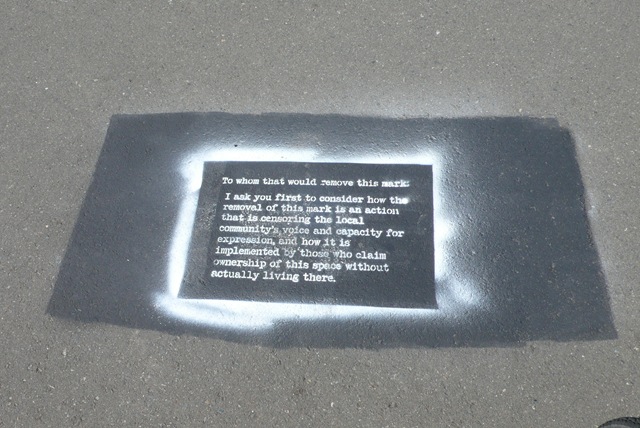 To whom that would remove this mark:
I ask you first to consider how the
removal of this mark is an action
that is censoring the local
community's voice and capacity for
expression, and how it is
implemented by those who claim
ownership of this space without
actually living there.